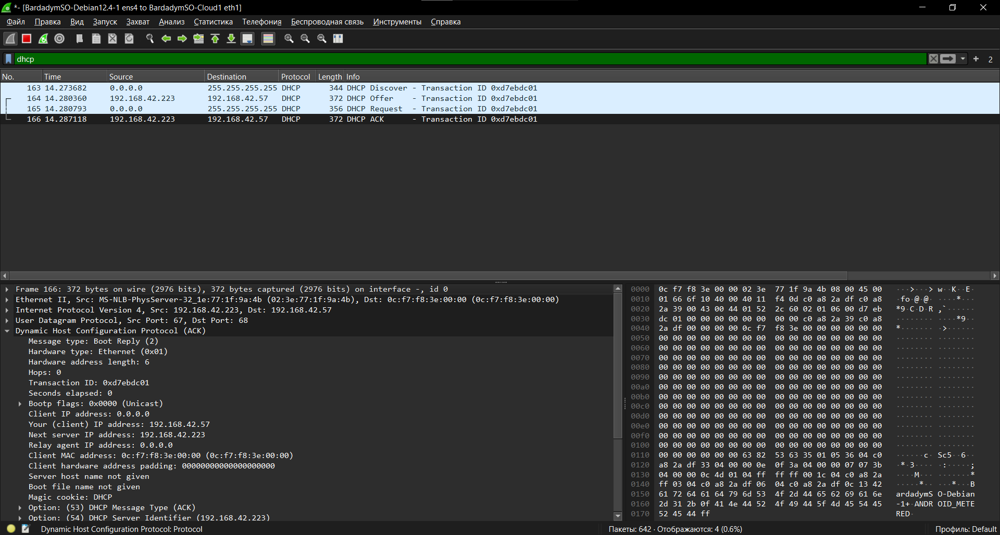 *- [BardadymSO-Debian12.4-1 ens4 to BardadymSO-Cloud1 eth1]
Файл Правка Вид Запуск Захват Анализ Статистика Телефония Беспроводная связь Инструменты Справка
dhcp + 2
No. Time Source Destination Protocol Length Info
163 14.273682 0.0.0.0 255.255.255.255 DHCP 344 DHCP Discover - Transaction ID 0xd7ebdc01
164 14.280360 192.168.42.223 192.168.42.57 DHCP 372 DHCP Offer - Transaction ID 0xd7ebdc01
165 14.280793 0.0.0.0 255.255.255.255 DHCP 356 DHCP Request - Transaction ID 0xd7ebdc01
166 14.287118 192.168.42.223 192.168.42.57 DHCP 372 DHCP ACK - Transaction ID 0xd7ebdc01
Frame 166: 372 bytes on wire (2976 bits), 372 bytes captured (2976 bits) on interface -, id 0
Ethernet II, Src: MS-NLB-PhysServer-32_1e:77:1f:9a:4b (02:3e:77:1f:9a:4b), Dst: 0c:f7:f8:3e:00:00 (0c:f7:f8:3e:00:00)
Internet Protocol Version 4, Src: 192.168.42.223, Dst: 192.168.42.57
User Datagram Protocol, Src Port: 67, Dst Port: 68
Dynamic Host Configuration Protocol (ACK)
Message type: Boot Reply (2)
Hardware type: Ethernet (0x01)
Hardware address length: 6
Hops: 0
Transaction ID: 0xd7ebdc01
Seconds elapsed: 0
Bootp flags: 0x0000 (Unicast)
Client IP address: 0.0.0.0
Your (client) IP address: 192.168.42.57
Next server IP address: 192.168.42.223
Relay agent IP address: 0.0.0.0
Client MAC address: 0c:f7:f8:3e:00:00 (0c:f7:f8:3e:00:00)
Client hardware address padding: 00000000000000000000
Server host name not given
Boot file name not given
Magic cookie: DHCP
Option: (53) DHCP Message Type (ACK)
Option: (54) DHCP Server Identifier (192.168.42.223)
0000 0c f7 f8 3e 00 00 02 3e 77 1f 9a 4b 08 00 45 00 ···>···> w··K··E·
0010 01 66 6f 10 40 00 40 11 f4 0d c0 a8 2a df c0 a8 ·fo·@·@· ····*···
0020 2a 39 00 43 00 44 01 52 2c 60 02 01 06 00 d7 eb *9·C·D·R ,`······
0030 dc 01 00 00 00 00 00 00 00 00 c0 a8 2a 39 c0 a8 ········ ····*9··
0040 2a df 00 00 00 00 0c f7 f8 3e 00 00 00 00 00 00 *······· ·>······
0050 00 00 00 00 00 00 00 00 00 00 00 00 00 00 00 00 ········ ········
0060 00 00 00 00 00 00 00 00 00 00 00 00 00 00 00 00 ········ ········
0070 00 00 00 00 00 00 00 00 00 00 00 00 00 00 00 00 ········ ········
0080 00 00 00 00 00 00 00 00 00 00 00 00 00 00 00 00 ········ ········
0090 00 00 00 00 00 00 00 00 00 00 00 00 00 00 00 00 ········ ········
00a0 00 00 00 00 00 00 00 00 00 00 00 00 00 00 00 00 ········ ········
00b0 00 00 00 00 00 00 00 00 00 00 00 00 00 00 00 00 ········ ········
00c0 00 00 00 00 00 00 00 00 00 00 00 00 00 00 00 00 ········ ········
00d0 00 00 00 00 00 00 00 00 00 00 00 00 00 00 00 00 ········ ········
00e0 00 00 00 00 00 00 00 00 00 00 00 00 00 00 00 00 ········ ········
00f0 00 00 00 00 00 00 00 00 00 00 00 00 00 00 00 00 ········ ········
0100 00 00 00 00 00 00 00 00 00 00 00 00 00 00 00 00 ········ ········
0110 00 00 00 00 00 00 63 82 53 63 35 01 05 36 04 c0 ······c· Sc5··6··
0120 a8 2a df 33 04 00 00 0e 0f 3a 04 00 00 07 07 3b ·*·3···· ·:·····;
0130 04 00 00 0c 4d 01 04 ff ff ff 00 1c 04 c0 a8 2a ····M··· ·······*
0140 ff 03 04 c0 a8 2a df 06 04 c0 a8 2a df 0c 13 42 ·····*·· ···*···B
0150 61 72 64 61 64 79 6d 53 4f 2d 44 65 62 69 61 6e ardadymS O-Debian
0160 2d 31 2b 0f 41 4e 44 52 4f 49 44 5f 4d 45 54 45 -1+·ANDR OID_METE
0170 52 45 44 ff RED·
Dynamic Host Configuration Protocol: Protocol Пакеты: 642 · Отображаются: 4 (0.6%) Профиль: Default